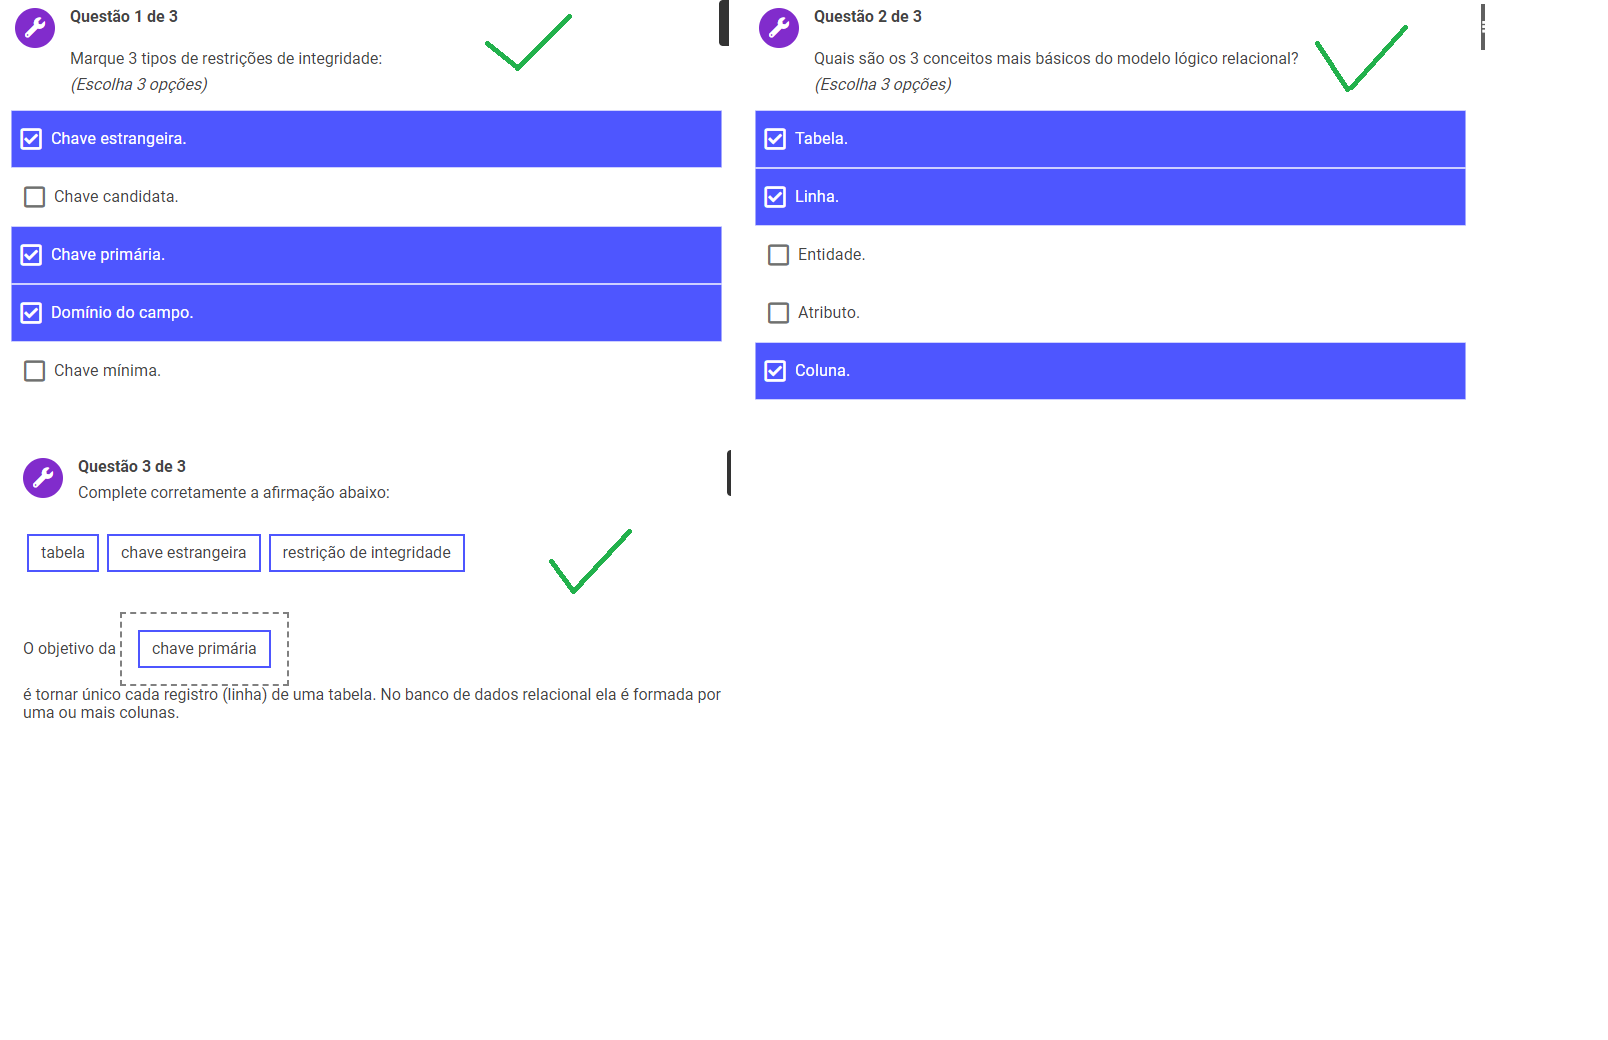 Questão 1 de 3
Marque 3 tipos de restrições de integridade:
(Escolha 3 opções)
Chave estrangeira.
Chave candidata.
Chave primária.
Domínio do campo.
Chave mínima.
Questão 2 de 3
Quais são os 3 conceitos mais básicos do modelo lógico relacional?
(Escolha 3 opções)
Tabela.
Linha.
Entidade.
Atributo.
Coluna.
Questão 3 de 3
Complete corretamente a afirmação abaixo:
tabela chave estrangeira restrição de integridade
O objetivo da chave primária
é tornar único cada registro (linha) de uma tabela. No banco de dados relacional ela é formada por
uma ou mais colunas.